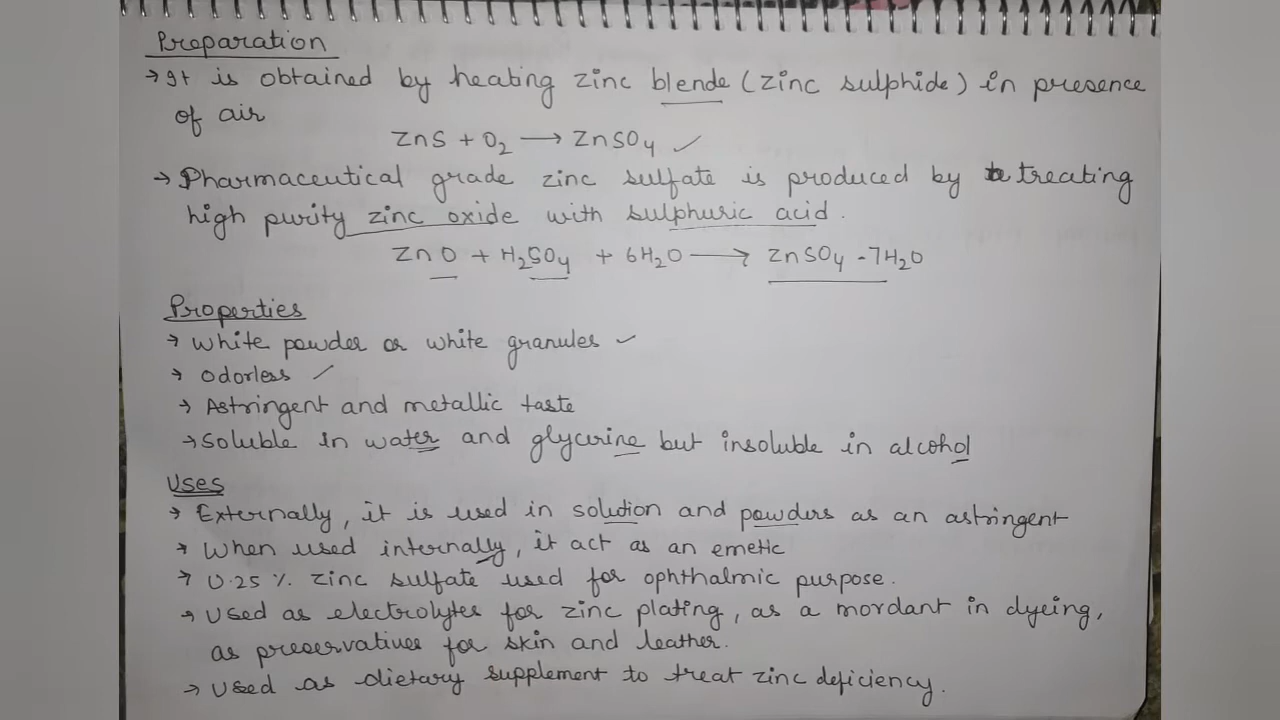 Preparation
→ It is obtained by heating zinc blende (zinc sulphide) in presence
of air
ZnS + O₂ ⟶ ZnSO₄ ✓
→ Pharmaceutical grade zinc sulfate is produced by treating
high purity zinc oxide with sulphuric acid.
ZnO + H₂SO₄ + 6H₂O ⟶ ZnSO₄ - 7H₂O
Properties
→ White powder or white granules ✓
→ Odorless ✓
→ Astringent and metallic taste
→ Soluble in water and glycerine but insoluble in alcohol
Uses
→ Externally, it is used in solution and powders as an astringent
→ When used internally, it act as an emetic
→ 0.25 % zinc sulfate used for ophthalmic purpose.
→ Used as electrolytes for zinc plating, as a mordant in dyeing,
as preservatives for skin and leather.
→ Used as dietary supplement to treat zinc deficiency.